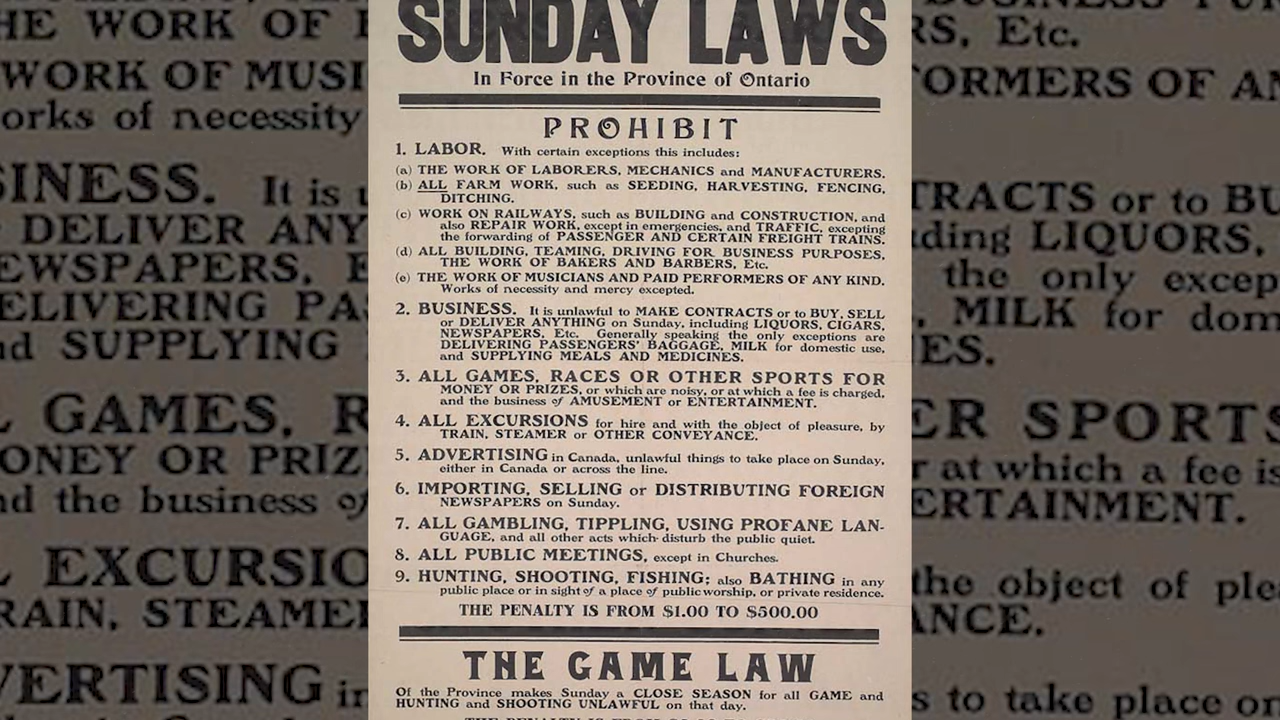 SUNDAY LAWS
In Force in the Province of Ontario
PROHIBIT
1. LABOR. With certain exceptions this includes:
(a) THE WORK OF LABORERS, MECHANICS and MANUFACTURERS.
(b) ALL FARM WORK, such as SEEDING, HARVESTING, FENCING,
DITCHING.
(c) WORK ON RAILWAYS, such as BUILDING and CONSTRUCTION, and
also REPAIR WORK, except in emergencies, and TRAFFIC, excepting
the forwarding of PASSENGER AND CERTAIN FREIGHT TRAINS.
(d) ALL BUILDING, TEAMING, DRIVING FOR BUSINESS PURPOSES,
THE WORK OF BAKERS AND BARBERS, Etc.
(e) THE WORK OF MUSICIANS AND PAID PERFORMERS OF ANY KIND.
Works of necessity and mercy excepted.
2. BUSINESS. It is unlawful to MAKE CONTRACTS or to BUY, SELL
or DELIVER ANYTHING on Sunday, including LIQUORS, CIGARS,
NEWSPAPERS, Etc. Generally speaking the only exceptions are
DELIVERING PASSENGERS' BAGGAGE, MILK for domestic use,
and SUPPLYING MEALS AND MEDICINES.
3. ALL GAMES, RACES OR OTHER SPORTS FOR
MONEY OR PRIZES, or which are noisy, or at which a fee is charged,
and the business of AMUSEMENT or ENTERTAINMENT.
4. ALL EXCURSIONS for hire and with the object of pleasure, by
TRAIN, STEAMER or OTHER CONVEYANCE.
5. ADVERTISING in Canada, unlawful things to take place on Sunday,
either in Canada or across the line.
6. IMPORTING, SELLING or DISTRIBUTING FOREIGN
NEWSPAPERS on Sunday.
7. ALL GAMBLING, TIPPLING, USING PROFANE LAN-
GUAGE, and all other acts which disturb the public quiet.
8. ALL PUBLIC MEETINGS, except in Churches.
9. HUNTING, SHOOTING, FISHING; also BATHING in any
public place or in sight of a place of public worship, or private residence.
THE PENALTY IS FROM $1.00 TO $500.00
THE GAME LAW
Of the Province makes Sunday a CLOSE SEASON for all GAME and
HUNTING and SHOOTING UNLAWFUL on that day.